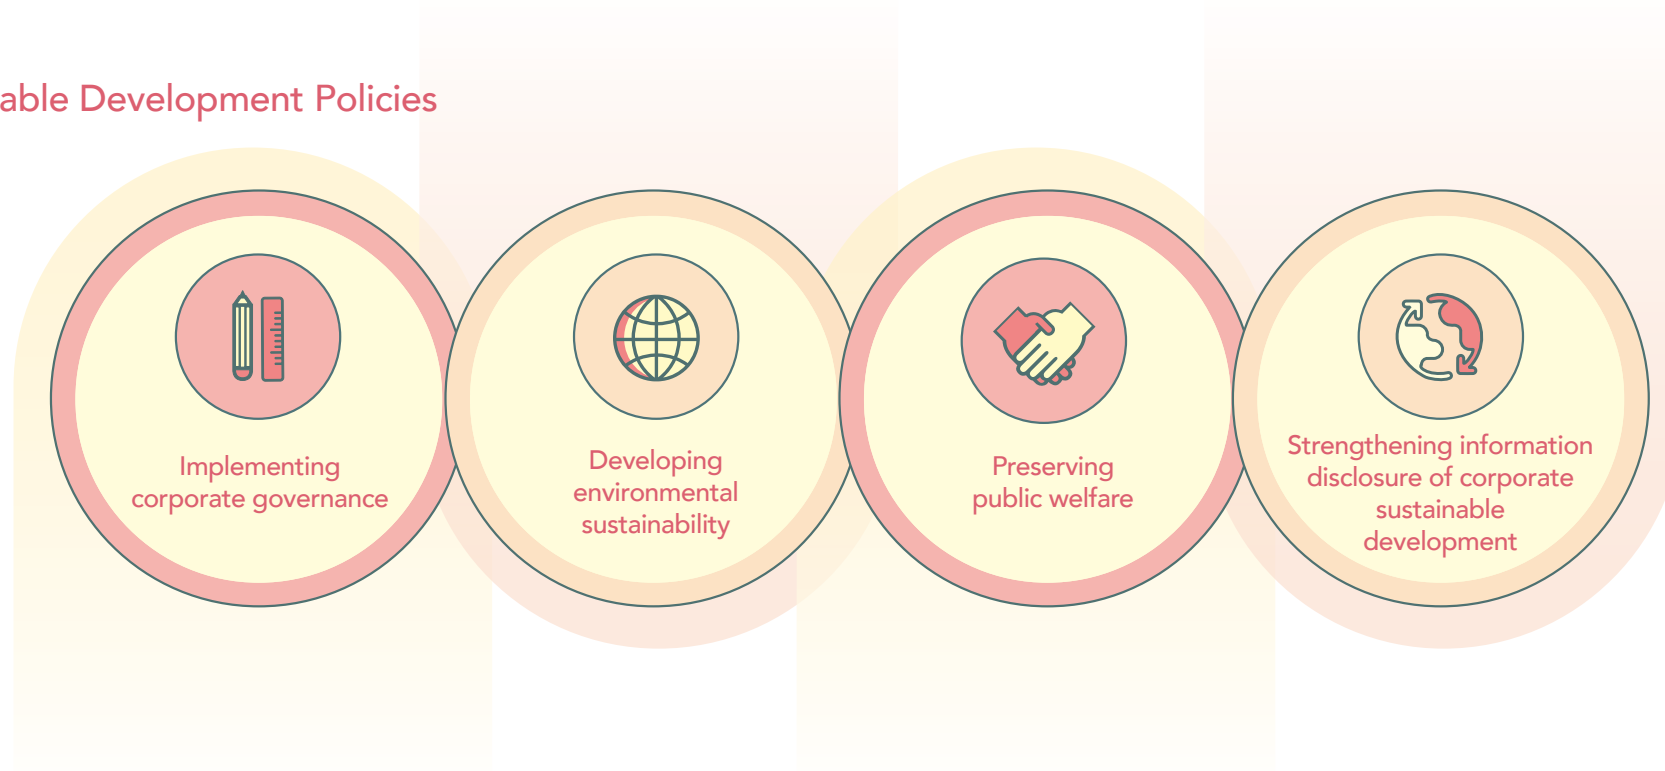 able Development Policies
Implementing
corporate governance
Developing
environmental
sustainability
Preserving
public welfare
Strengthening information
disclosure of corporate
sustainable
development